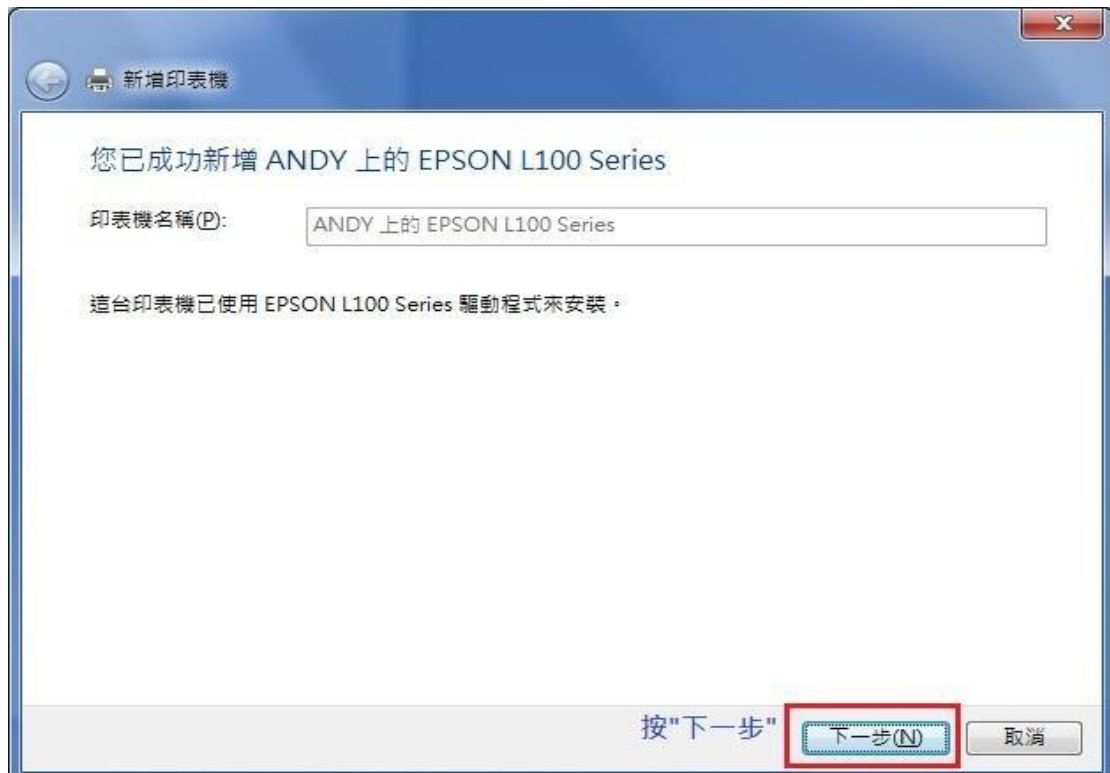 新增印表機
您已成功新增 ANDY 上的 EPSON L100 Series
印表機名稱(P): ANDY 上的 EPSON L100 Series
這台印表機已使用 EPSON L100 Series 驅動程式來安裝。
按"下一步" 下一步(N) 取消